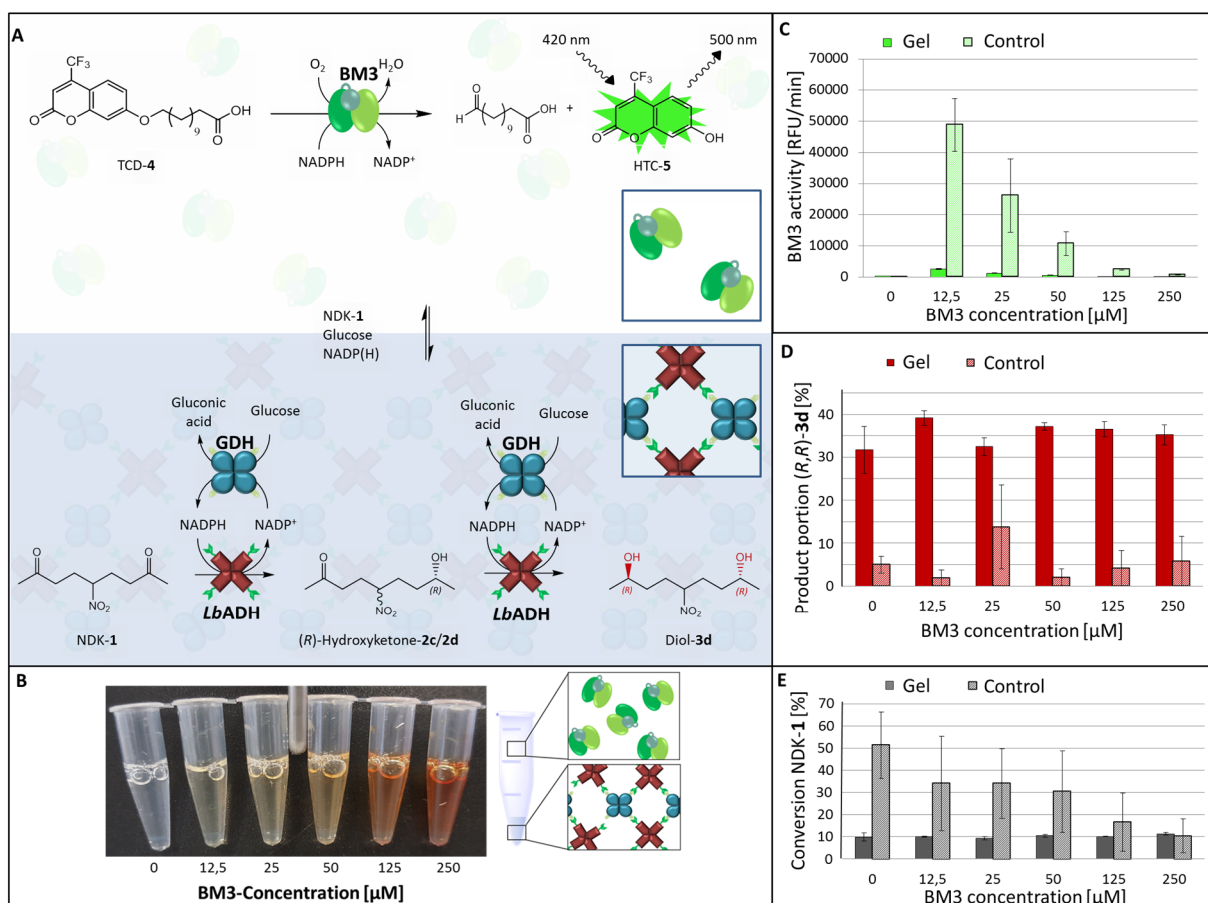 A
CF₃
O
O
O
9
O
OH
TCD-4
O₂
BM3
H₂O
NADPH
NADP⁺
O
H
9
O
OH
+
420 nm
500 nm
CF₃
O
O
OH
HTC-5
NDK-1
Glucose
NADP(H)
Gluconic
acid
Glucose
GDH
NADPH
NADP⁺
LbADH
O
O
NO₂
NDK-1
Gluconic
acid
Glucose
GDH
NADPH
NADP⁺
LbADH
O
OH
(R)
NO₂
(R)-Hydroxyketone-2c/2d
OH
OH
(R)
(R)
NO₂
Diol-3d
B
0 12,5 25 50 125 250
BM3-Concentration [µM]
C
Gel Control
BM3 activity [RFU/min]
70000
60000
50000
40000
30000
20000
10000
0
0 12,5 25 50 125 250
BM3 concentration [µM]
D
Gel Control
Product portion (R,R)-3d [%]
40
30
20
10
0
0 12,5 25 50 125 250
BM3 concentration [µM]
E
Gel Control
Conversion NDK-1 [%]
70
60
50
40
30
20
10
0
0 12,5 25 50 125 250
BM3 concentration [µM]